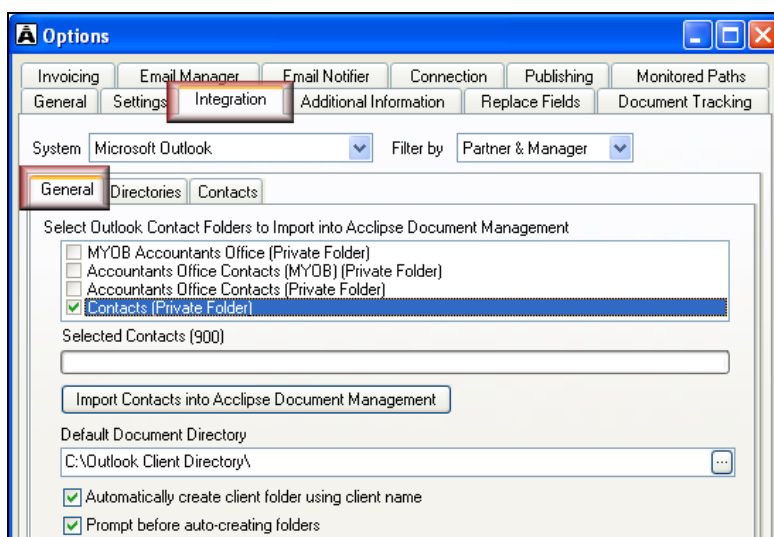 Options
Invoicing Email Manager Email Notifier Connection Publishing Monitored Paths
General Settings Integration Additional Information Replace Fields Document Tracking
System Microsoft Outlook Filter by Partner & Manager
General Directories Contacts
Select Outlook Contact Folders to Import into Acclipse Document Management
MYOB Accountants Office (Private Folder)
Accountants Office Contacts (MYOB) (Private Folder)
Accountants Office Contacts (Private Folder)
Contacts (Private Folder)
Selected Contacts (900)
Import Contacts into Acclipse Document Management
Default Document Directory
C:\Outlook Client Directory\
...
Automatically create client folder using client name
Prompt before auto-creating folders